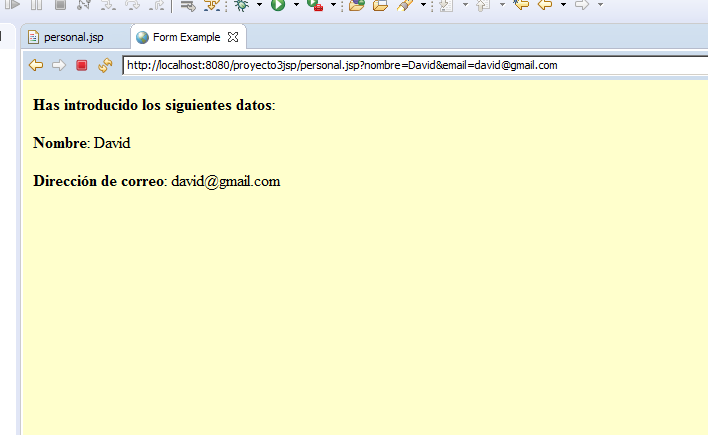 personal.jsp
Form Example
http://localhost:8080/proyecto3jsp/personal.jsp?nombre=David&email=david@gmail.com
Has introducido los siguientes datos:
Nombre: David
Dirección de correo: david@gmail.com